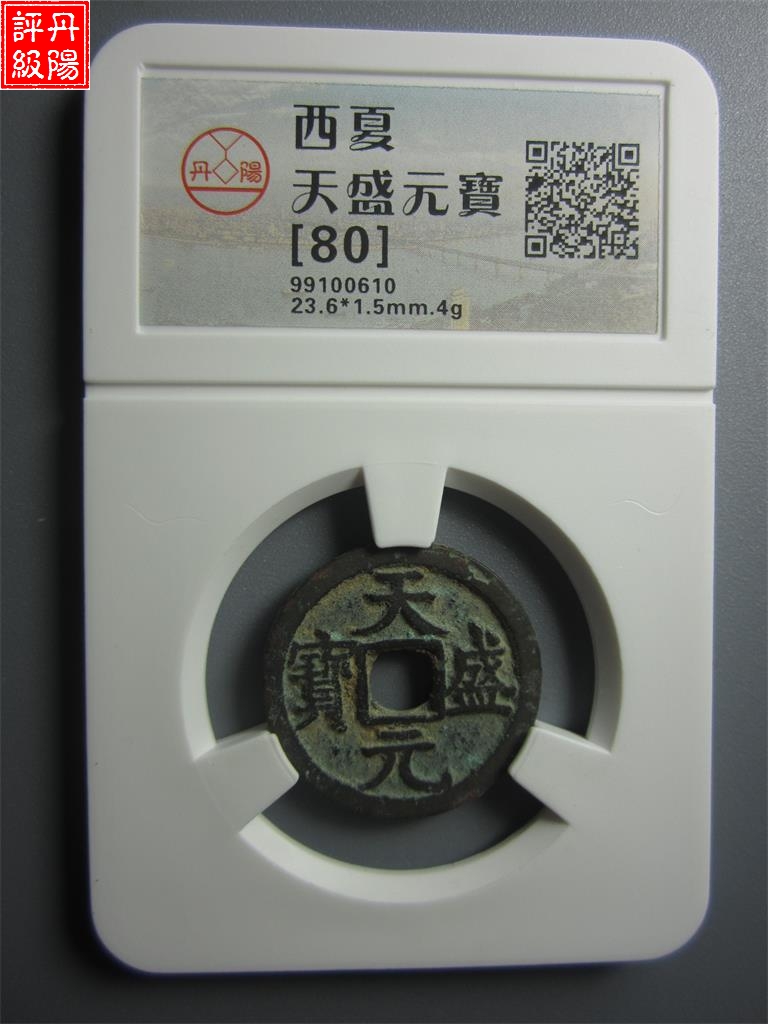 丹陽
評級
丹陽
西夏
天盛元寶
[80]
99100610
23.6*1.5mm.4g
天盛元寶